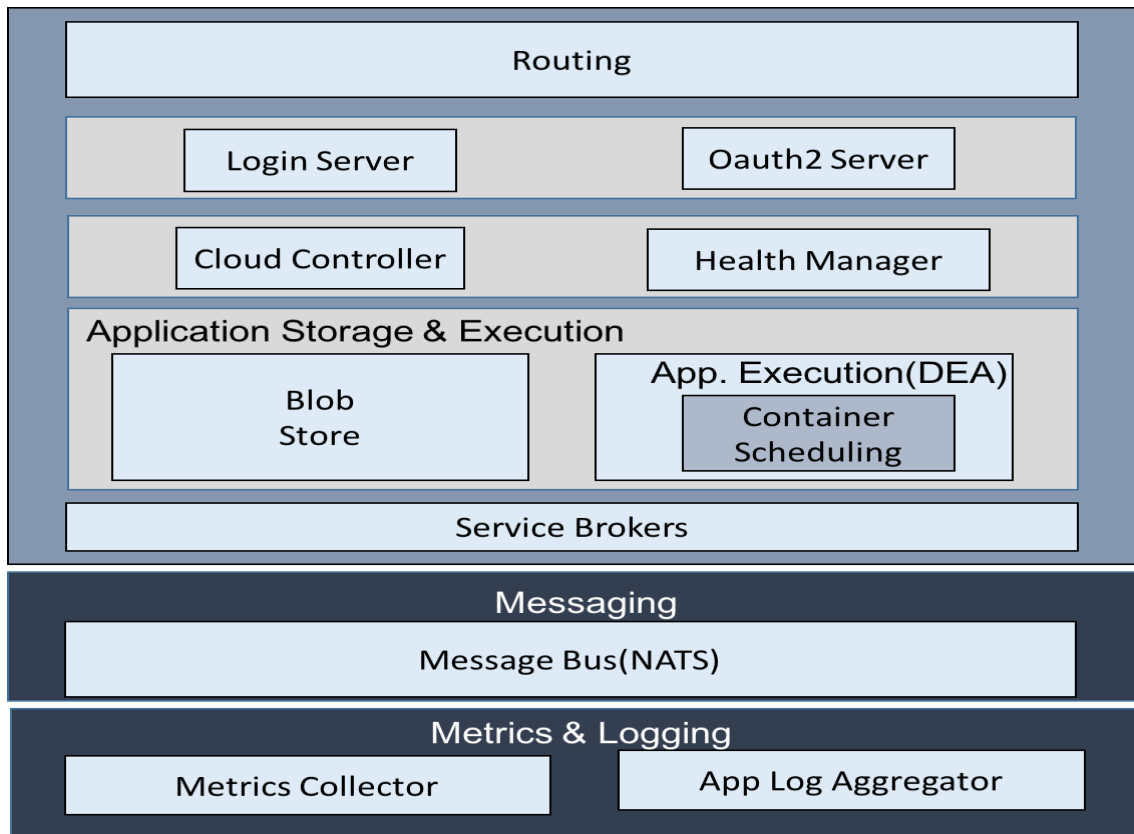 Routing
Login Server
Oauth2 Server
Cloud Controller
Health Manager
Application Storage & Execution
Blob
Store
App. Execution(DEA)
Container
Scheduling
Service Brokers
Messaging
Message Bus(NATS)
Metrics & Logging
Metrics Collector
App Log Aggregator